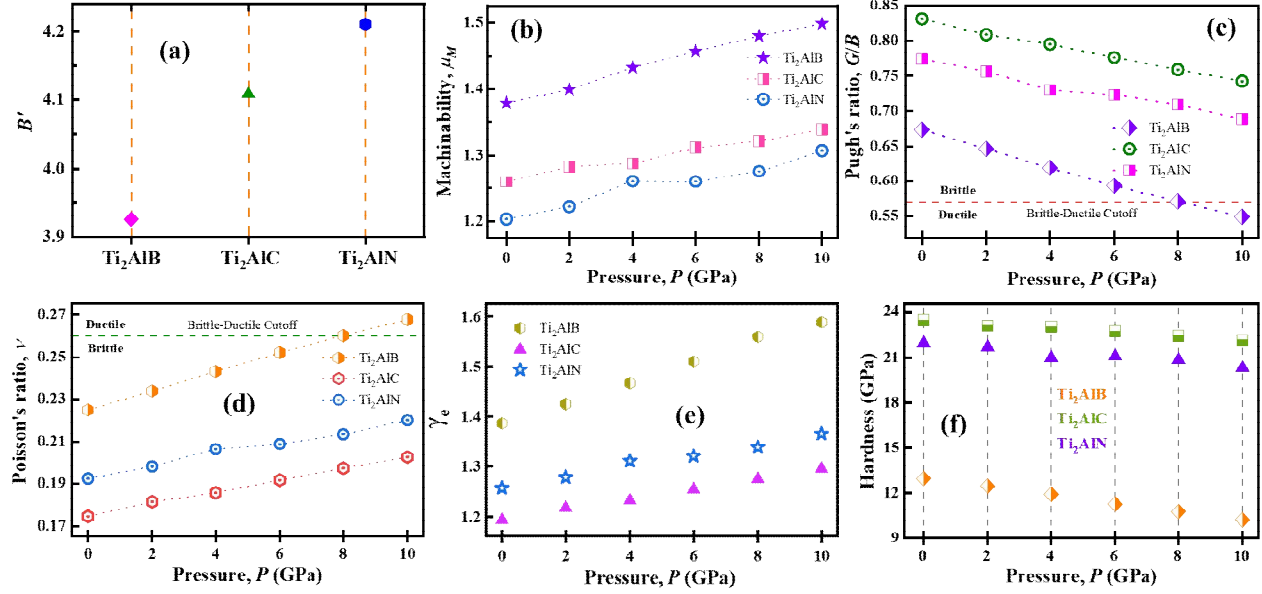 (a)
B′
4.2
4.1
4.0
3.9
Ti₂AlB
Ti₂AlC
Ti₂AlN
(b)
Machinability, μM
1.5
1.4
1.3
1.2
Ti₂AlB
Ti₂AlC
Ti₂AlN
0 2 4 6 8 10
Pressure, P (GPa)
(c)
Pugh's ratio, G/B
0.85
0.80
0.75
0.70
0.65
0.60
0.55
Ti₂AlB
Ti₂AlC
Ti₂AlN
Brittle
Ductile
Brittle-Ductile Cutoff
0 2 4 6 8 10
Pressure, P (GPa)
Poisson's ratio, ν
0.27
0.25
0.23
0.21
0.19
0.17
Ductile
Brittle-Ductile Cutoff
Brittle
Ti₂AlB
Ti₂AlC
Ti₂AlN
(d)
0 2 4 6 8 10
Pressure, P (GPa)
γe
1.6
1.5
1.4
1.3
1.2
Ti₂AlB
Ti₂AlC
Ti₂AlN
(e)
0 2 4 6 8 10
Pressure, P (GPa)
Hardness (GPa)
24
21
18
15
12
9
Ti₂AlB
Ti₂AlC
Ti₂AlN
(f)
0 2 4 6 8 10
Pressure, P (GPa)